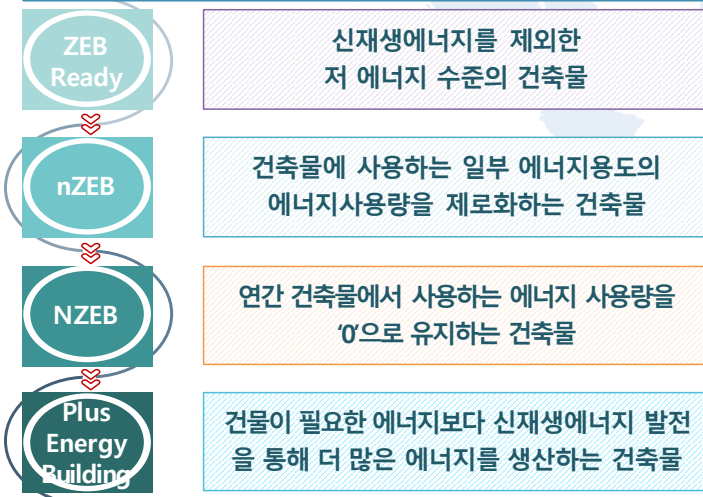 ZEB
Ready
신재생에너지를 제외한
저 에너지 수준의 건축물
nZEB
건축물에 사용하는 일부 에너지용도의
에너지사용량을 제로화하는 건축물
NZEB
연간 건축물에서 사용하는 에너지 사용량을
‘0’으로 유지하는 건축물
Plus
Energy
Building
건물이 필요한 에너지보다 신재생에너지 발전
을 통해 더 많은 에너지를 생산하는 건축물